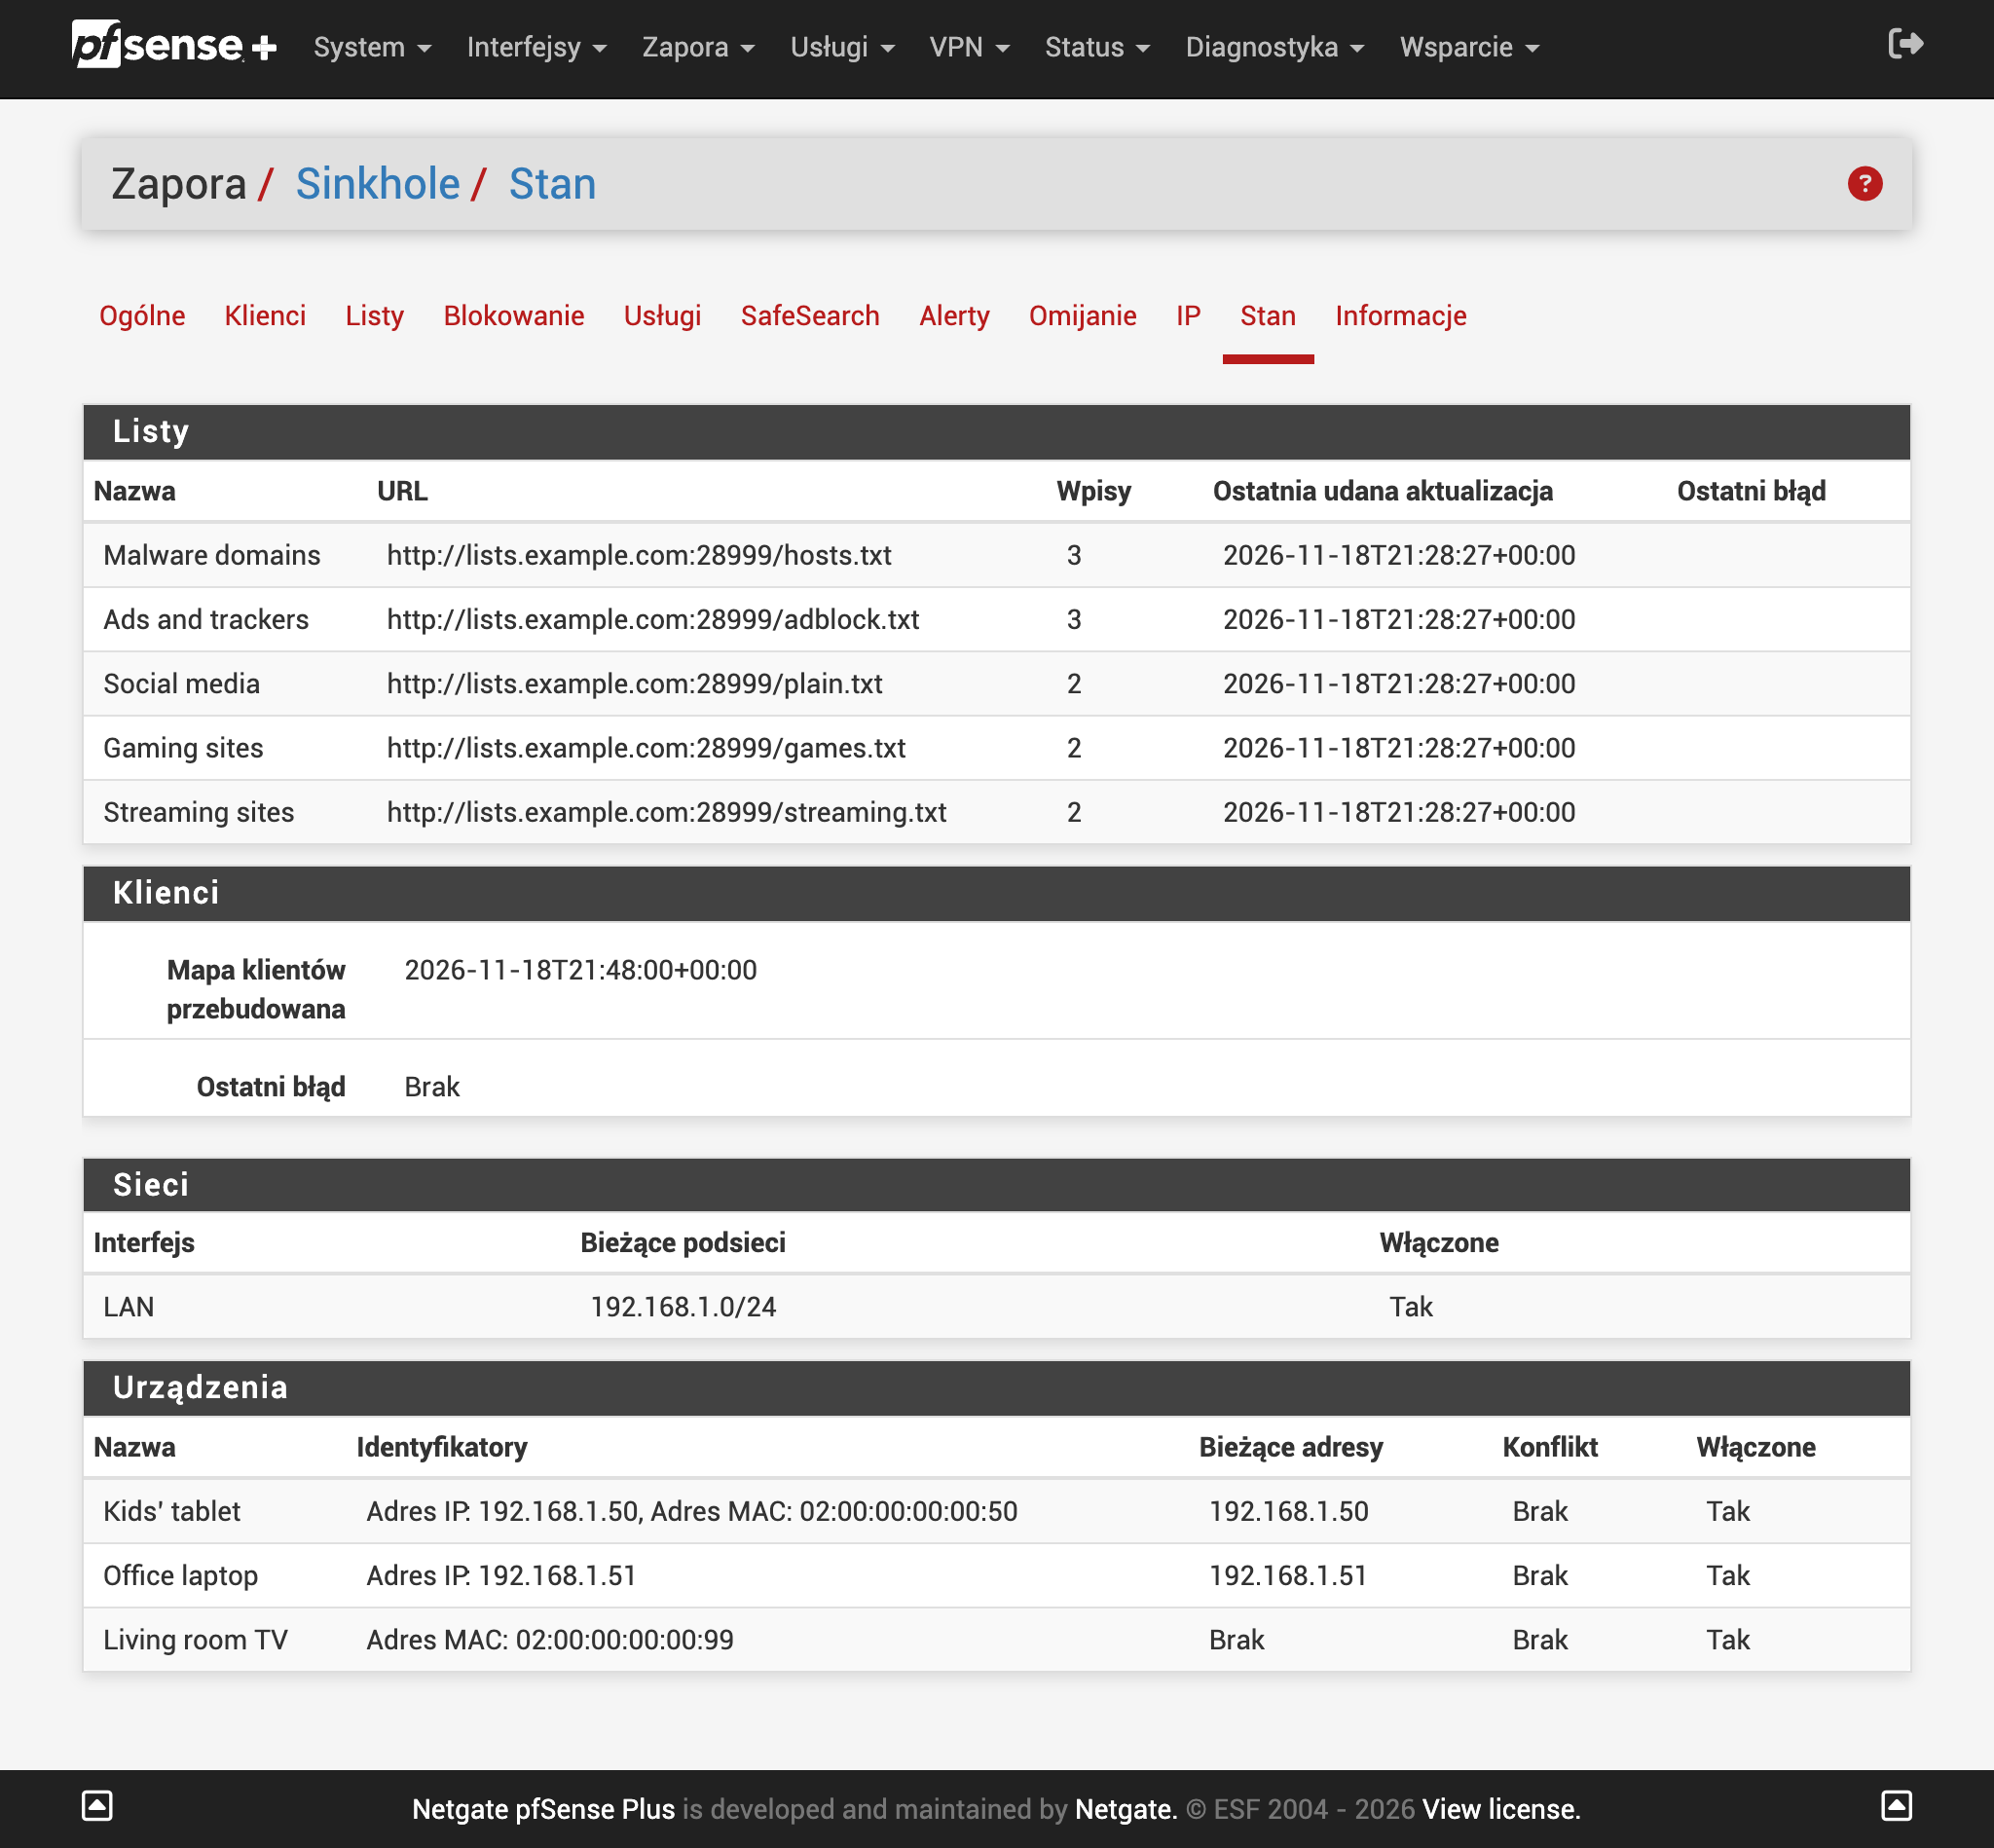 pfsense+ System Interfejsy Zapora Usługi VPN Status Diagnostyka Wsparcie
Zapora / Sinkhole / Stan
?
Ogólne Klienci Listy Blokowanie Usługi SafeSearch Alerty Omijanie IP Stan Informacje
Listy
Nazwa URL Wpisy Ostatnia udana aktualizacja Ostatni błąd
Malware domains http://lists.example.com:28999/hosts.txt 3 2026-11-18T21:28:27+00:00
Ads and trackers http://lists.example.com:28999/adblock.txt 3 2026-11-18T21:28:27+00:00
Social media http://lists.example.com:28999/plain.txt 2 2026-11-18T21:28:27+00:00
Gaming sites http://lists.example.com:28999/games.txt 2 2026-11-18T21:28:27+00:00
Streaming sites http://lists.example.com:28999/streaming.txt 2 2026-11-18T21:28:27+00:00
Klienci
Mapa klientów 2026-11-18T21:48:00+00:00
przebudowana
Ostatni błąd Brak
Sieci
Interfejs Bieżące podsieci Włączone
LAN 192.168.1.0/24 Tak
Urządzenia
Nazwa Identyfikatory Bieżące adresy Konflikt Włączone
Kids' tablet Adres IP: 192.168.1.50, Adres MAC: 02:00:00:00:00:50 192.168.1.50 Brak Tak
Office laptop Adres IP: 192.168.1.51 192.168.1.51 Brak Tak
Living room TV Adres MAC: 02:00:00:00:00:99 Brak Brak Tak
Netgate pfSense Plus is developed and maintained by Netgate. © ESF 2004 - 2026 View license.